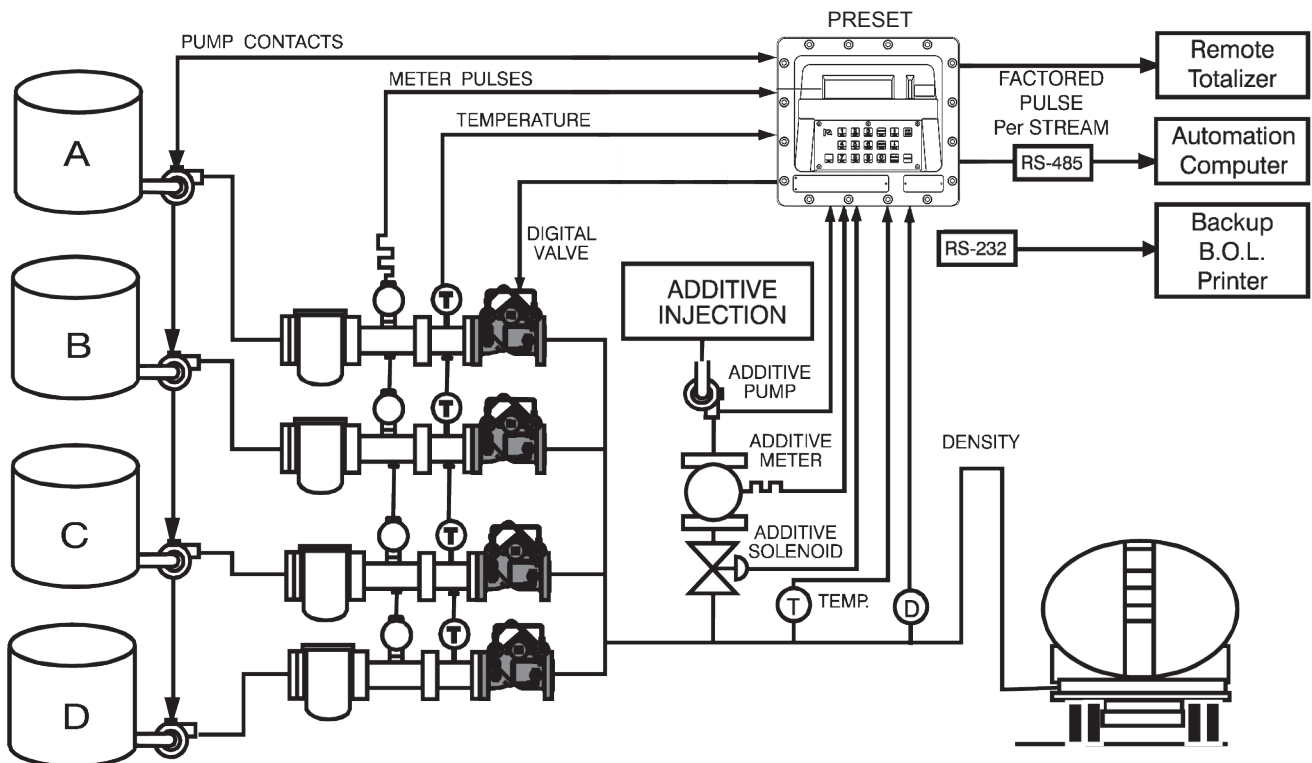 PRESET
PUMP CONTACTS
METER PULSES
TEMPERATURE
FACTORED
PULSE
Per STREAM
Remote
Totalizer
RS-485
Automation
Computer
RS-232
Backup
B.O.L.
Printer
DIGITAL
VALVE
A
B
C
D
T
T
T
T
ADDITIVE
INJECTION
ADDITIVE
PUMP
ADDITIVE
METER
ADDITIVE
SOLENOID
T
TEMP.
D
DENSITY